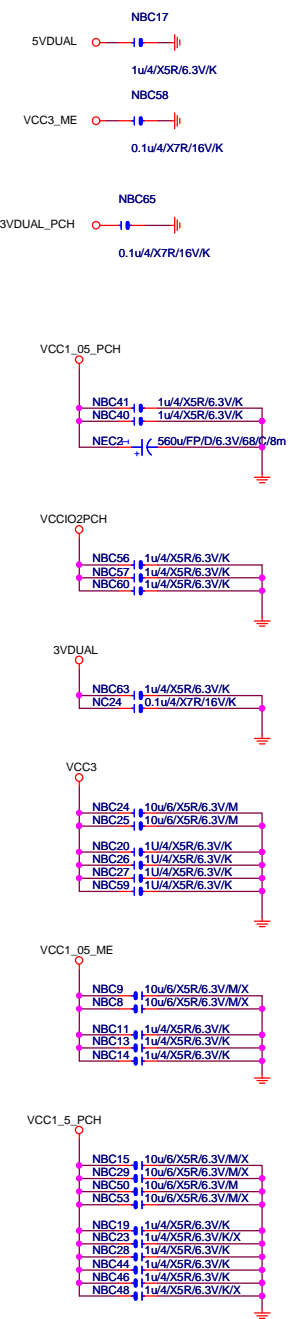 NBC17
5VDUAL
1u/4/X5R/6.3V/K
NBC58
VCC3_ME
0.1u/4/X7R/16V/K
NBC65
3VDUAL_PCH
0.1u/4/X7R/16V/K
VCC1_05_PCH
NBC41 1u/4/X5R/6.3V/K
NBC40 1u/4/X5R/6.3V/K
NEC2 560u/FP/D/6.3V/68/C/8m
+
VCCIO2PCH
NBC56 1u/4/X5R/6.3V/K
NBC57 1u/4/X5R/6.3V/K
NBC60 1u/4/X5R/6.3V/K
3VDUAL
NBC63 1u/4/X5R/6.3V/K
NC24 0.1u/4/X7R/16V/K
VCC3
NBC24 10u/6/X5R/6.3V/M
NBC25 10u/6/X5R/6.3V/M
NBC20 1U/4/X5R/6.3V/K
NBC26 1U/4/X5R/6.3V/K
NBC27 1U/4/X5R/6.3V/K
NBC59 1U/4/X5R/6.3V/K
VCC1_05_ME
NBC9 10u/6/X5R/6.3V/M/X
NBC8 10u/6/X5R/6.3V/M/X
NBC11 1u/4/X5R/6.3V/K
NBC13 1u/4/X5R/6.3V/K
NBC14 1u/4/X5R/6.3V/K
VCC1_5_PCH
NBC15 10u/6/X5R/6.3V/M/X
NBC29 10u/6/X5R/6.3V/M/X
NBC50 10u/6/X5R/6.3V/M
NBC53 10u/6/X5R/6.3V/M/X
NBC19 1u/4/X5R/6.3V/K
NBC23 1u/4/X5R/6.3V/K/X
NBC28 1u/4/X5R/6.3V/K
NBC44 1u/4/X5R/6.3V/K
NBC46 1u/4/X5R/6.3V/K
NBC48 1u/4/X5R/6.3V/K/X